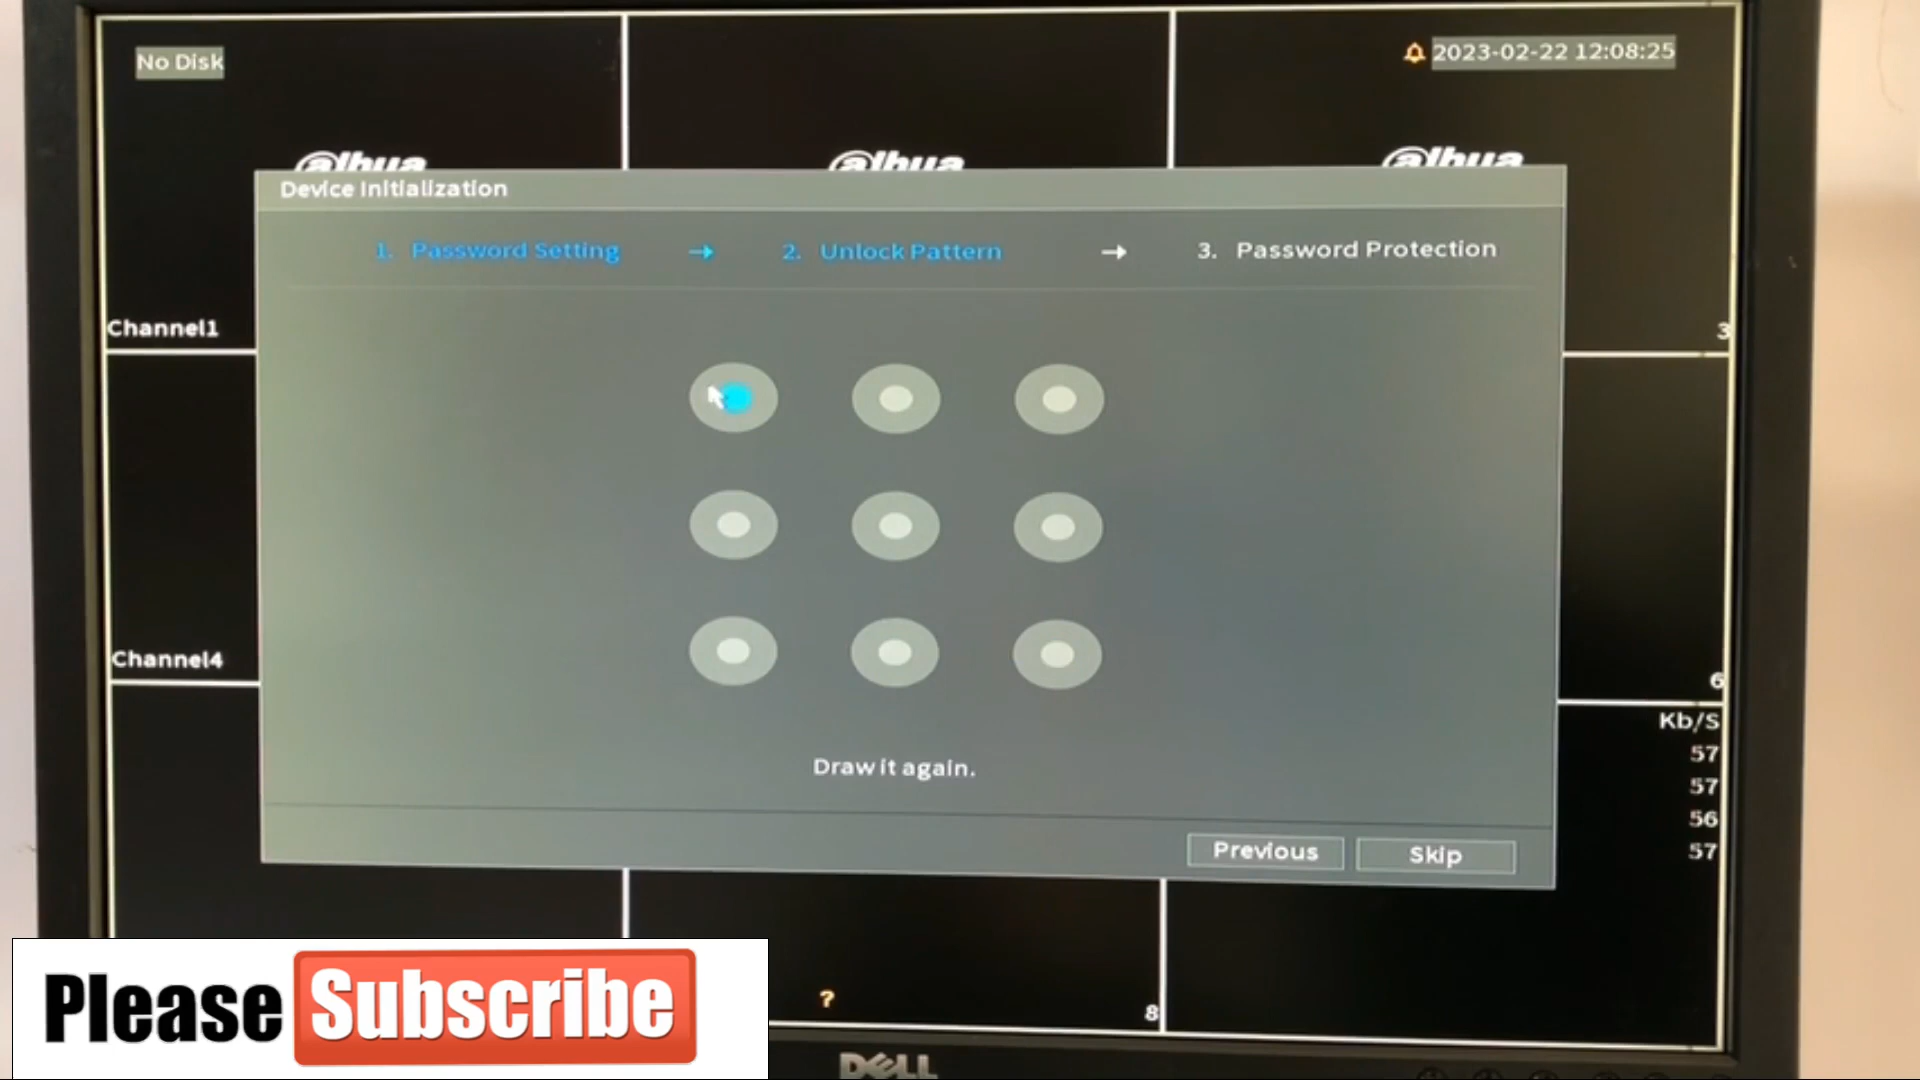 No Disk
2023-02-22 12:08:25
alhua
alhua
alhua
Device Initialization
1. Password Setting → 2. Unlock Pattern → 3. Password Protection
Channel1
3
Channel4
6
Kb/S
57
57
56
57
Draw it again.
Previous
Skip
?
8
Please Subscribe
DELL